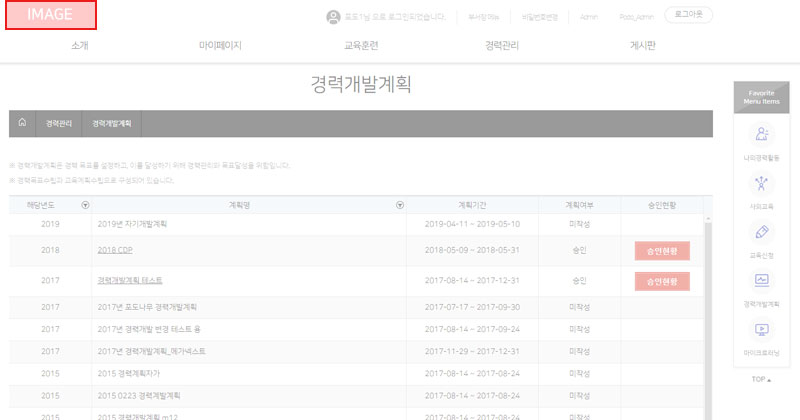 IMAGE
포도1님 으로 로그인되었습니다.
비밀번호변경
Admin
Podo_Admin
로그아웃
소개
마이페이지
교육훈련
경력관리
게시판
경력개발계획
경력관리
경력개발계획
Favorite
Menu Items
나의경력활동
나의교육
교육신청
경력개발계획
마이크로러닝
TOP ▲
※ 경력개발계획은 경력 목표를 설정하고, 이를 달성하기 위해 경력관리와 목표달성을 위함입니다.
※ 경력목표수립과 교육계획수립으로 구성되어 있습니다.
해당년도 계획명 계획기간 계획여부 승인현황
2019 2019년 자기개발계획 2019-04-11 ~ 2019-05-10 미작성
2018 2018 CDP 2018-05-09 ~ 2018-05-31 승인 승인현황
2017 경력개발계획 테스트 2017-08-14 ~ 2017-12-31 승인 승인현황
2017 2017년 포도나무 경력개발계획 2017-07-17 ~ 2017-09-30 미작성
2017 2017년 경력개발 변경 테스트 용 2017-08-14 ~ 2017-09-24 미작성
2017 2017년 경력개발계획_메가넥스트 2017-11-29 ~ 2017-12-31 미작성
2015 2015 경력계획자가 2017-08-14 ~ 2017-08-24 미작성
2015 2015 0223 경력계발계획 2017-08-14 ~ 2017-08-24 미작성
2015 2015 경력개발계획 m12 2017-08-14 ~ 2017-08-24 미작성